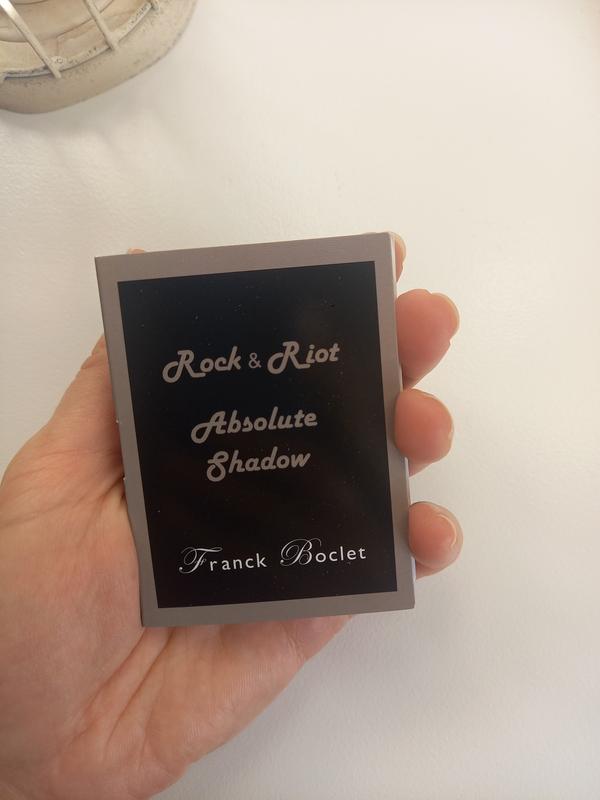 Rock & Riot
Absolute
Shadow
Franck Boclet